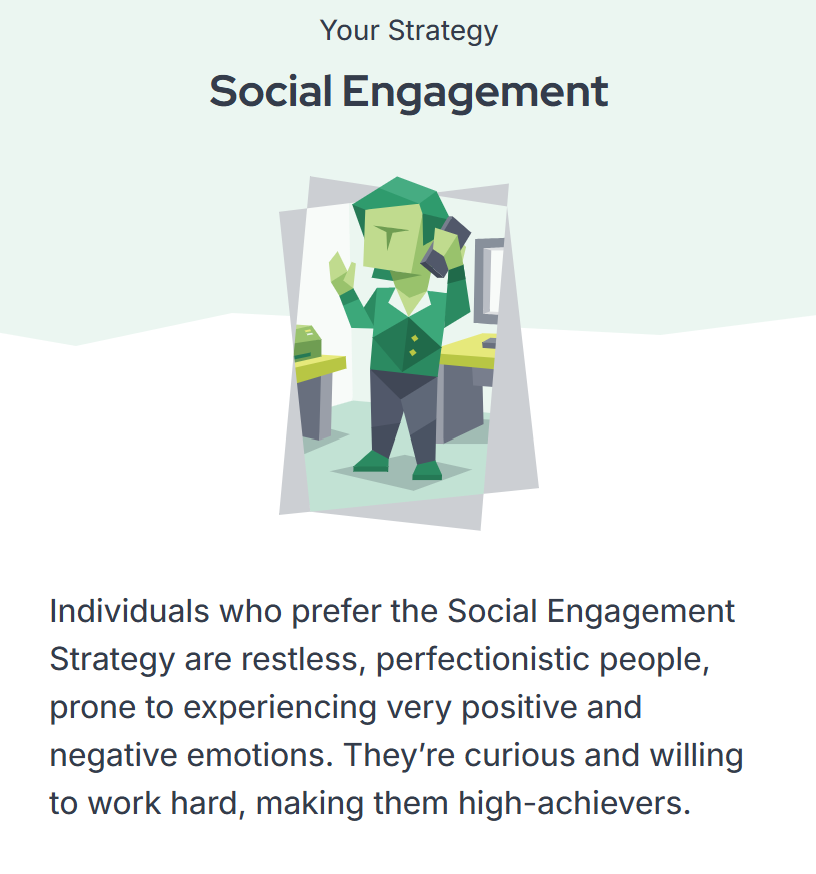 Your Strategy
Social Engagement
Individuals who prefer the Social Engagement
Strategy are restless, perfectionistic people,
prone to experiencing very positive and
negative emotions. They’re curious and willing
to work hard, making them high-achievers.